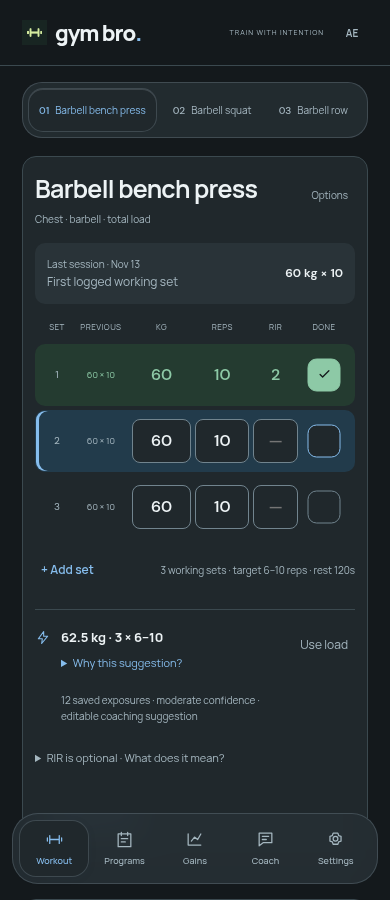 gym bro.
TRAIN WITH INTENTION
AE
01 Barbell bench press
02 Barbell squat
03 Barbell row
Barbell bench press
Options
Chest · barbell · total load
Last session · Nov 13
First logged working set
60 kg × 10
SET PREVIOUS KG REPS RIR DONE
1 60 × 10 60 10 2
2 60 × 10 60 10 —
3 60 × 10 60 10 —
+ Add set
3 working sets · target 6–10 reps · rest 120s
62.5 kg · 3 × 6–10
Use load
Why this suggestion?
12 saved exposures · moderate confidence ·
editable coaching suggestion
RIR is optional · What does it mean?
Workout
Programs
Gains
Coach
Settings